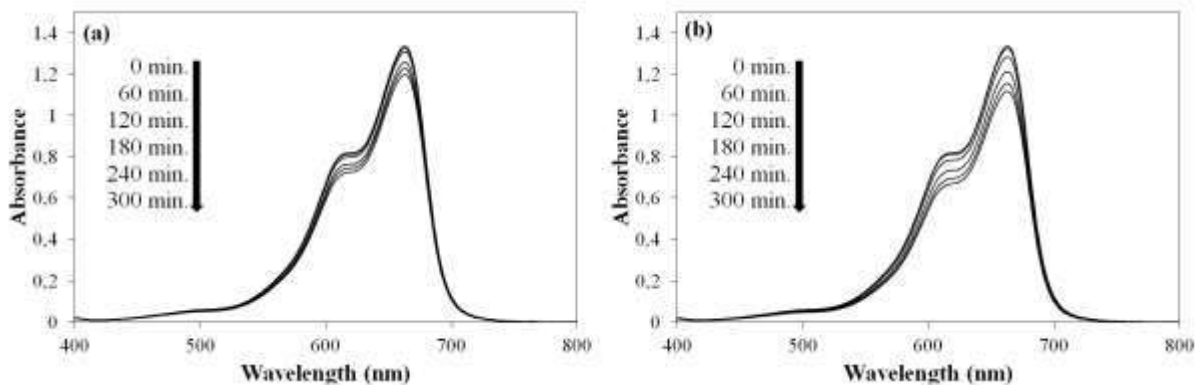 (a)
1.4
1.2
1
0.8
0.6
0.4
0.2
0
Absorbance
0 min.
60 min.
120 min.
180 min.
240 min.
300 min.
400
500
600
700
800
Wavelength (nm)
(b)
1.4
1.2
1
0.8
0.6
0.4
0.2
0
Absorbance
0 min.
60 min.
120 min.
180 min.
240 min.
300 min.
400
500
600
700
800
Wavelength (nm)